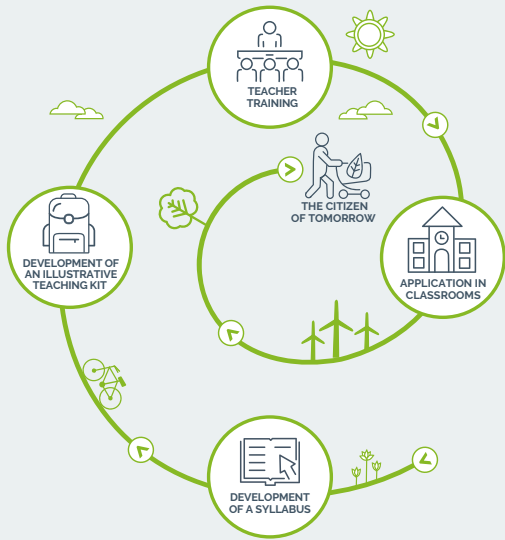 TEACHER
TRAINING
THE CITIZEN
OF TOMORROW
DEVELOPMENT OF
AN ILLUSTRATIVE
TEACHING KIT
APPLICATION IN
CLASSROOMS
DEVELOPMENT
OF A SYLLABUS